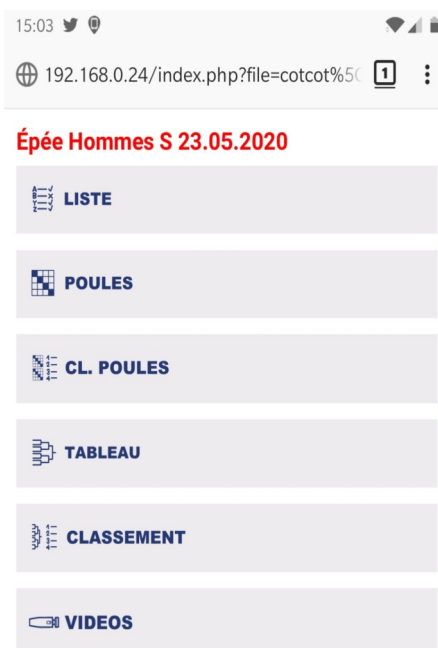 15:03
192.168.0.24/index.php?file=cotcot%5C 1
Épée Hommes S 23.05.2020
LISTE
POULES
CL. POULES
TABLEAU
CLASSEMENT
VIDEOS